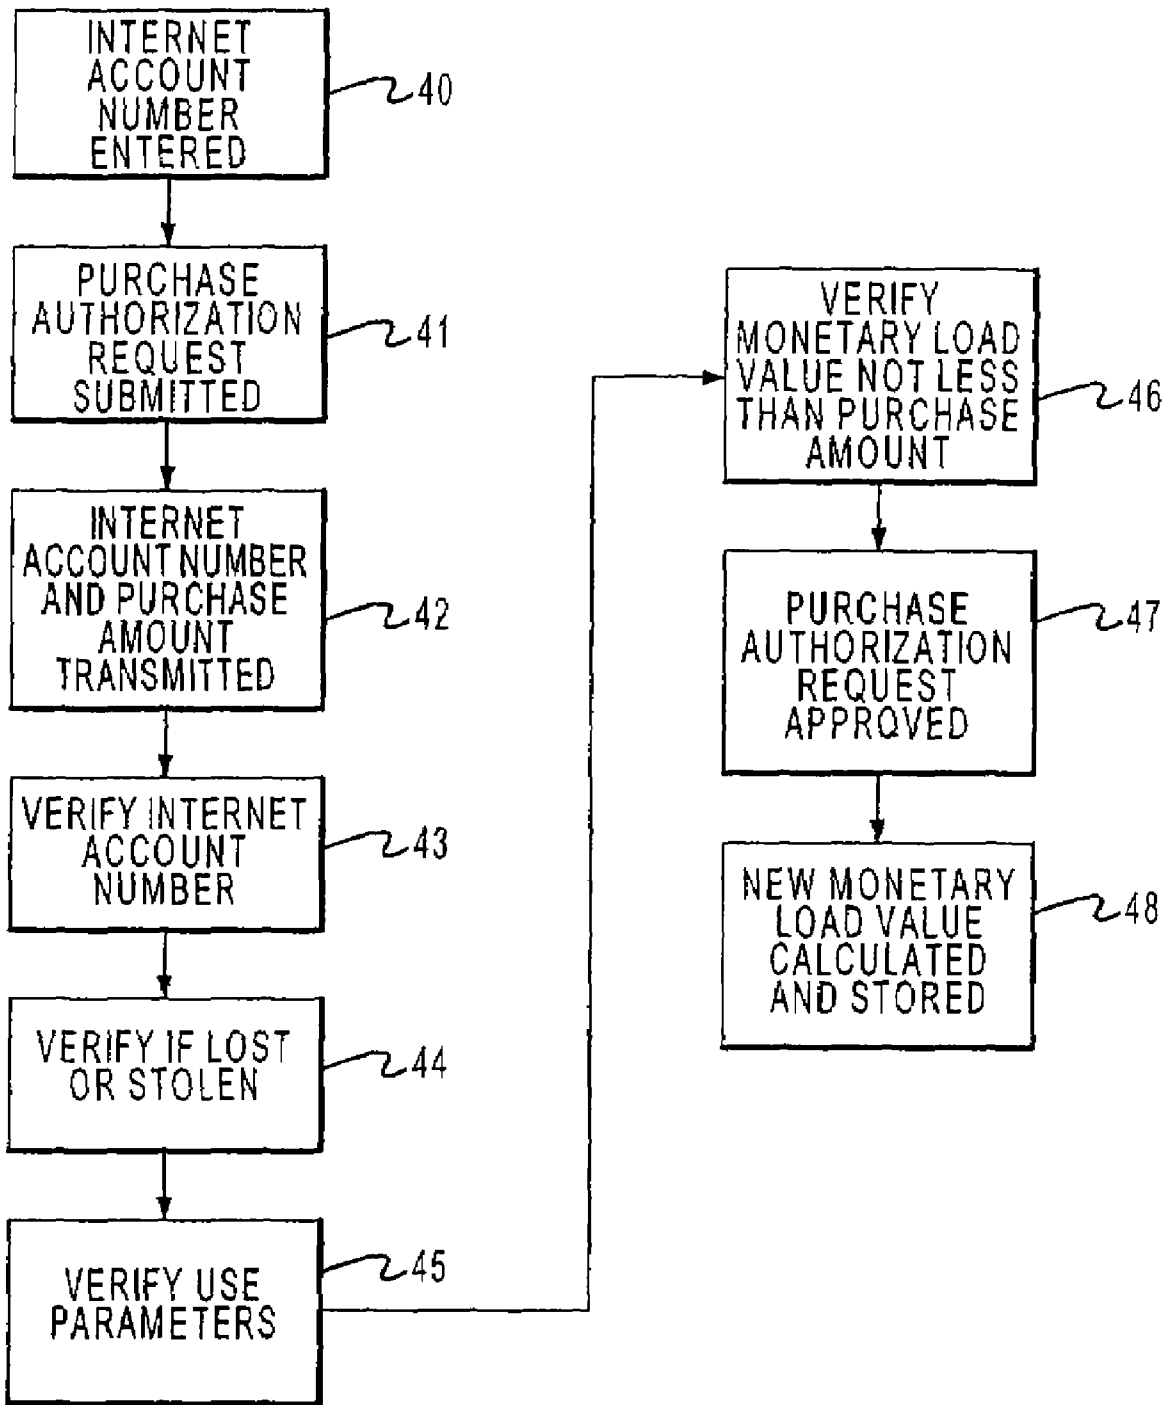 INTERNET
ACCOUNT
NUMBER
ENTERED
40
PURCHASE
AUTHORIZATION
REQUEST
SUBMITTED
41
INTERNET
ACCOUNT NUMBER
AND PURCHASE
AMOUNT
TRANSMITTED
42
VERIFY INTERNET
ACCOUNT
NUMBER
43
VERIFY IF LOST
OR STOLEN
44
VERIFY USE
PARAMETERS
45
VERIFY
MONETARY LOAD
VALUE NOT LESS
THAN PURCHASE
AMOUNT
46
PURCHASE
AUTHORIZATION
REQUEST
APPROVED
47
NEW MONETARY
LOAD VALUE
CALCULATED
AND STORED
48